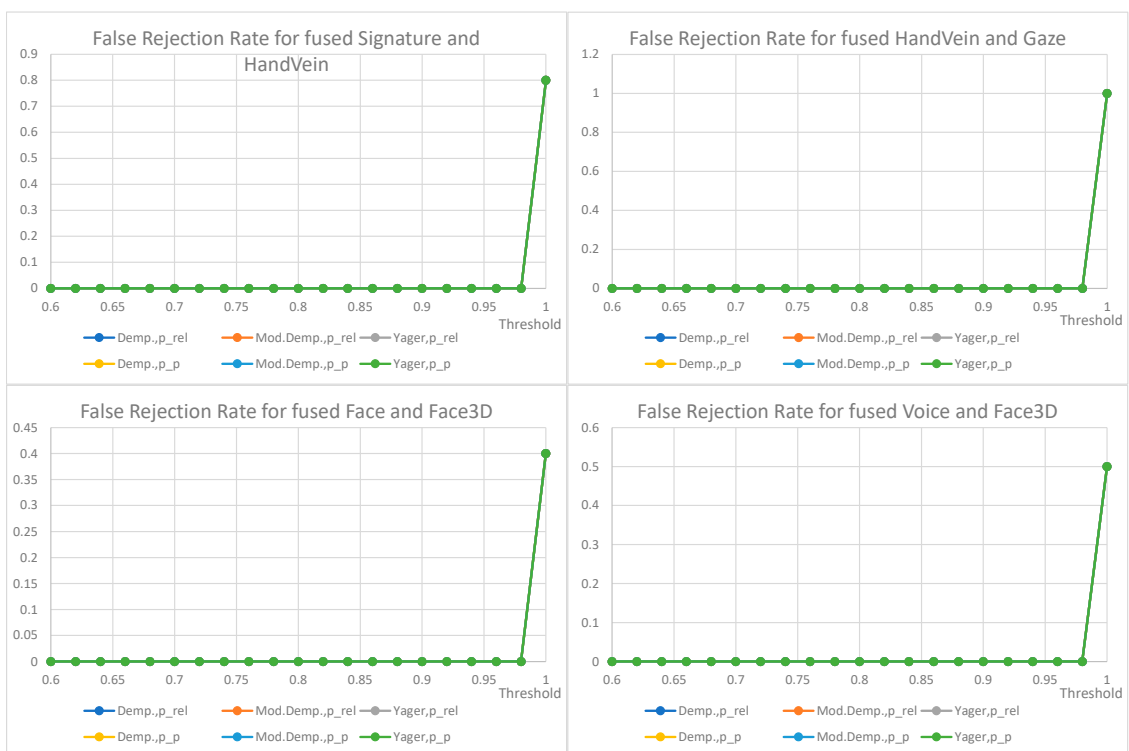 False Rejection Rate for fused Signature and
HandVein
0.9
0.8
0.7
0.6
0.5
0.4
0.3
0.2
0.1
0
0.6 0.65 0.7 0.75 0.8 0.85 0.9 0.95 1
Threshold
Demp.,p_rel Mod.Demp.,p_rel Yager,p_rel
Demp.,p_p Mod.Demp.,p_p Yager,p_p
False Rejection Rate for fused HandVein and Gaze
1.2
1
0.8
0.6
0.4
0.2
0
0.6 0.65 0.7 0.75 0.8 0.85 0.9 0.95 1
Threshold
Demp.,p_rel Mod.Demp.,p_rel Yager,p_rel
Demp.,p_p Mod.Demp.,p_p Yager,p_p
False Rejection Rate for fused Face and Face3D
0.45
0.4
0.35
0.3
0.25
0.2
0.15
0.1
0.05
0
0.6 0.65 0.7 0.75 0.8 0.85 0.9 0.95 1
Threshold
Demp.,p_rel Mod.Demp.,p_rel Yager,p_rel
Demp.,p_p Mod.Demp.,p_p Yager,p_p
False Rejection Rate for fused Voice and Face3D
0.6
0.5
0.4
0.3
0.2
0.1
0
0.6 0.65 0.7 0.75 0.8 0.85 0.9 0.95 1
Threshold
Demp.,p_rel Mod.Demp.,p_rel Yager,p_rel
Demp.,p_p Mod.Demp.,p_p Yager,p_p